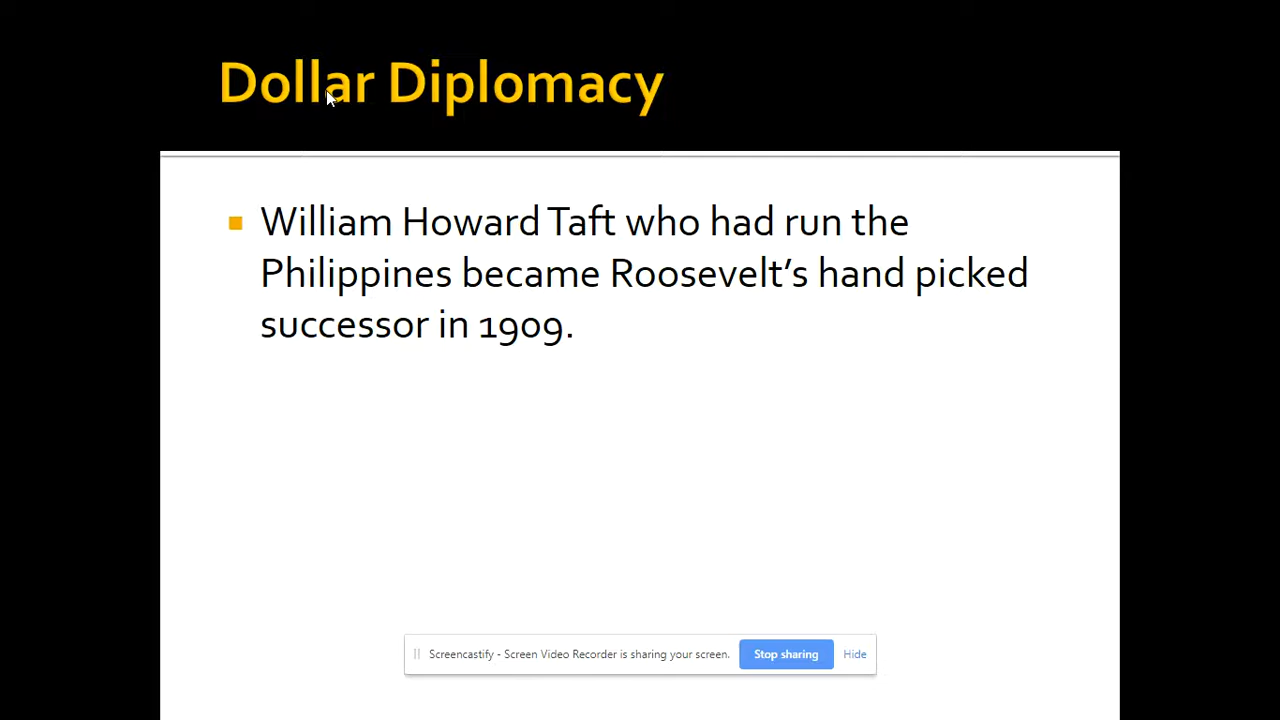 Dollar Diplomacy
William Howard Taft who had run the
Philippines became Roosevelt’s hand picked
successor in 1909.
Screencastify - Screen Video Recorder is sharing your screen. Stop sharing Hide